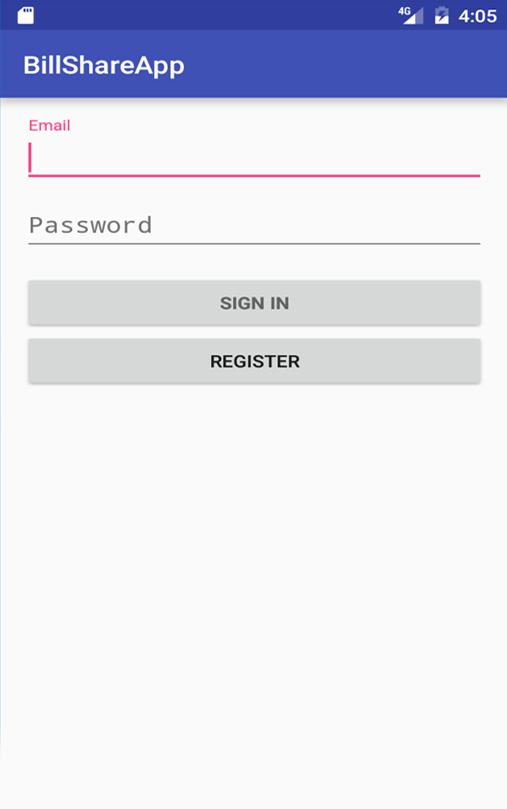 4G 4:05
BillShareApp
Email
Password
SIGN IN
REGISTER